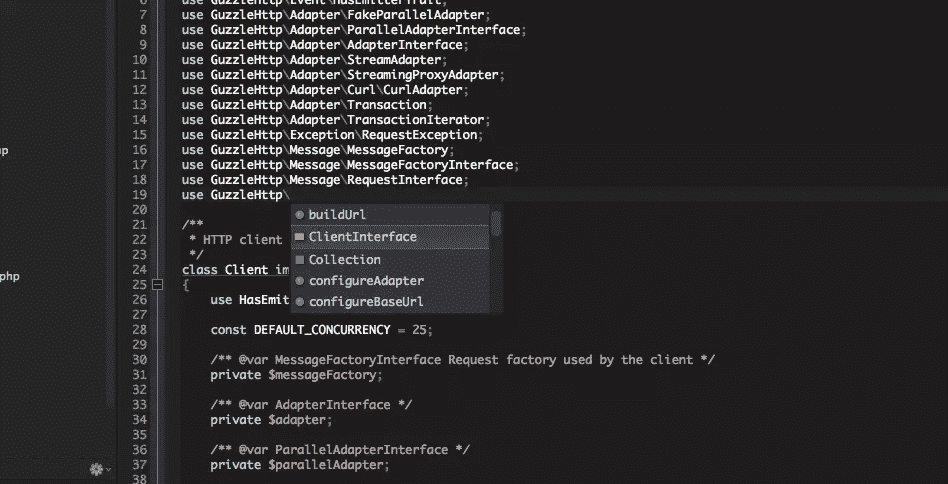 6 use GuzzleHttp\Event\HasEmitterTrait;
7 use GuzzleHttp\Adapter\FakeParallelAdapter;
8 use GuzzleHttp\Adapter\ParallelAdapterInterface;
9 use GuzzleHttp\Adapter\AdapterInterface;
10 use GuzzleHttp\Adapter\StreamAdapter;
11 use GuzzleHttp\Adapter\StreamingProxyAdapter;
12 use GuzzleHttp\Adapter\Curl\CurlAdapter;
13 use GuzzleHttp\Adapter\Transaction;
14 use GuzzleHttp\Adapter\TransactionIterator;
15 use GuzzleHttp\Exception\RequestException;
16 use GuzzleHttp\Message\MessageFactory;
17 use GuzzleHttp\Message\MessageFactoryInterface;
18 use GuzzleHttp\Message\RequestInterface;
19 use GuzzleHttp\
20
buildUrl
21 /**
22 * HTTP client
ClientInterface
23 */
Collection
24 class Client im
25 {
configureAdapter
26 use HasEmit
configureBaseUrl
27
28 const DEFAULT_CONCURRENCY = 25;
29
30 /** @var MessageFactoryInterface Request factory used by the client */
31 private $messageFactory;
32
33 /** @var AdapterInterface */
34 private $adapter;
35
36 /** @var ParallelAdapterInterface */
37 private $parallelAdapter;
38
p
php